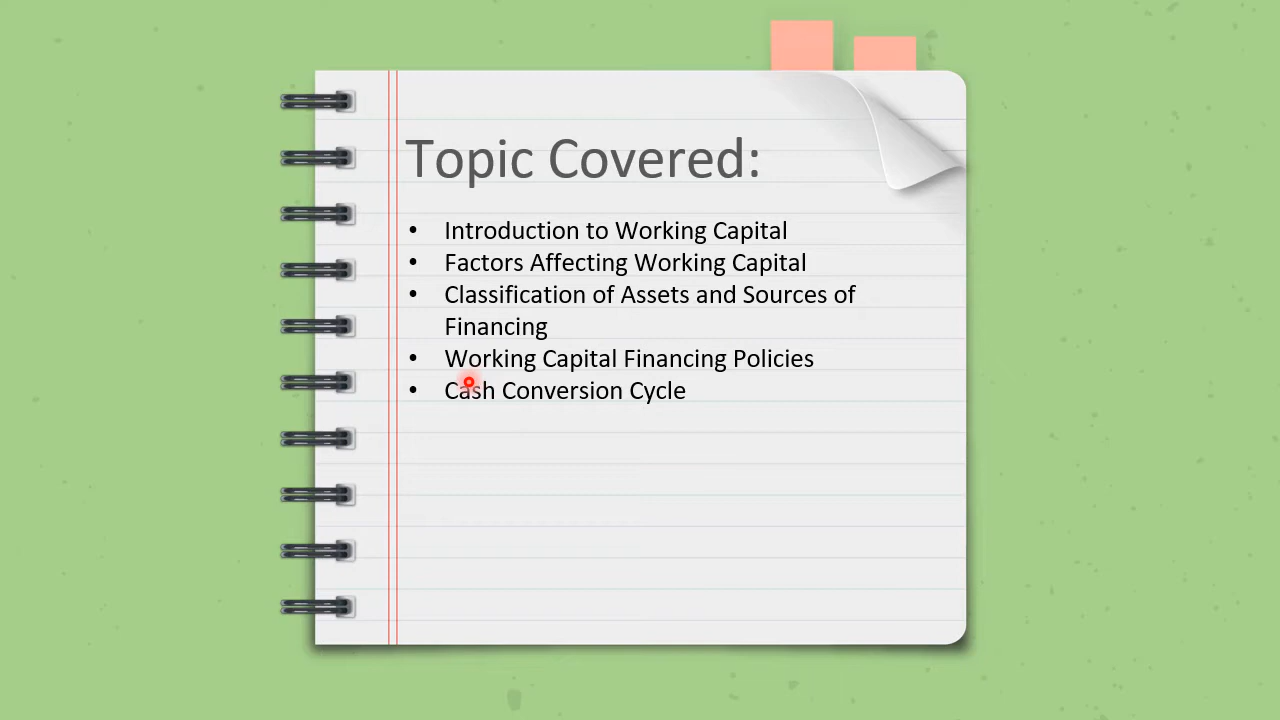 Topic Covered:
• Introduction to Working Capital
• Factors Affecting Working Capital
• Classification of Assets and Sources of
Financing
• Working Capital Financing Policies
• Cash Conversion Cycle